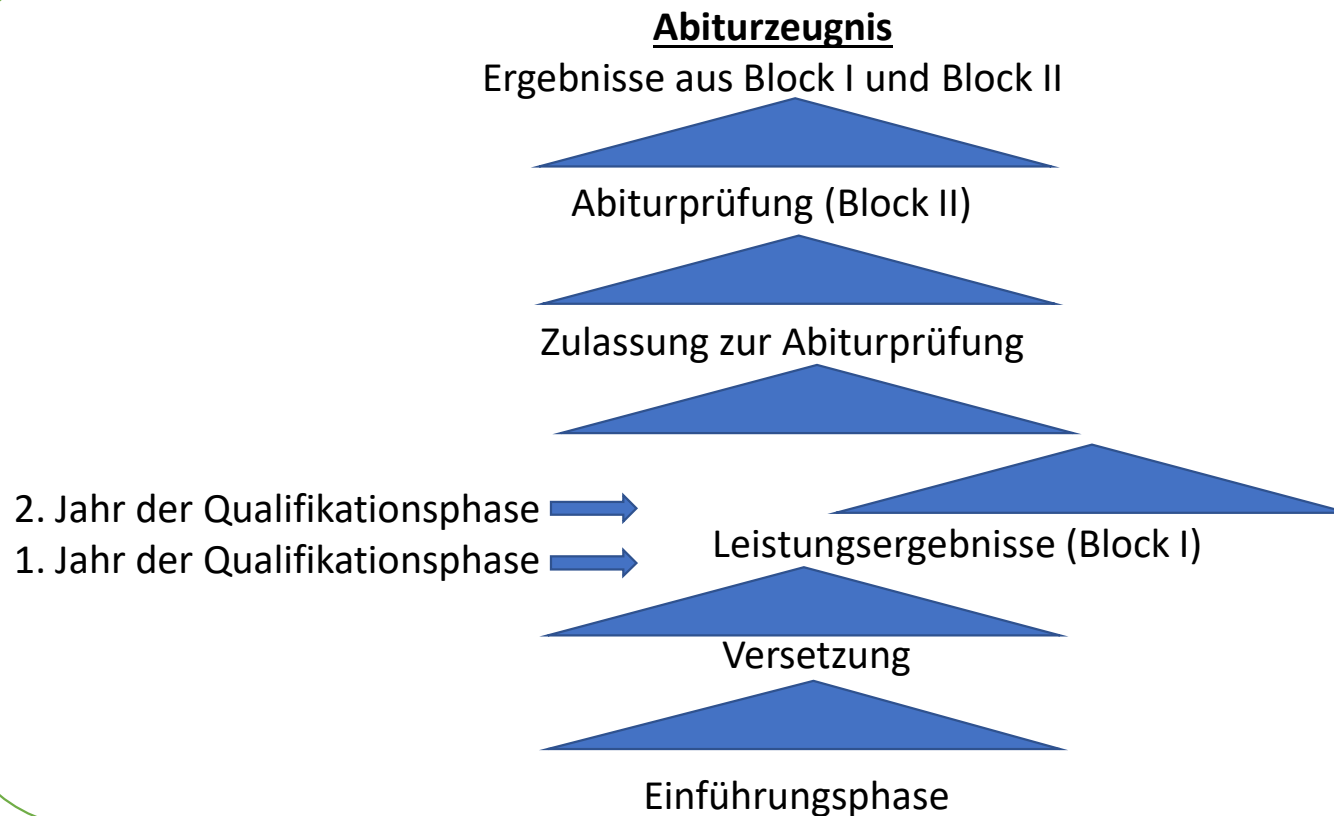 Abiturzeugnis
Ergebnisse aus Block I und Block II
Abiturprüfung (Block II)
Zulassung zur Abiturprüfung
2. Jahr der Qualifikationsphase
1. Jahr der Qualifikationsphase
Leistungsergebnisse (Block I)
Versetzung
Einführungsphase